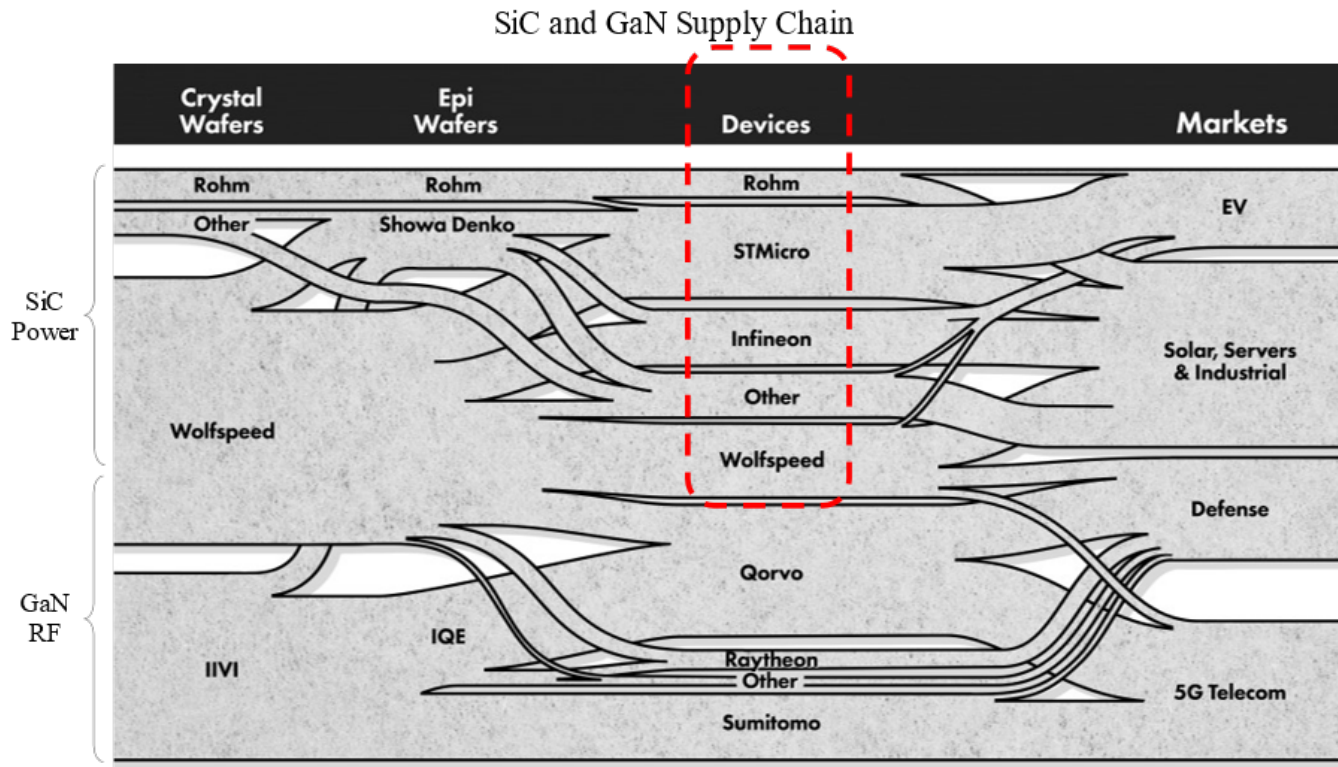 SiC and GaN Supply Chain
Crystal
Wafers
Epi
Wafers
Devices
Markets
SiC
Power
Rohm
Rohm
Rohm
Other
Showa Denko
STMicro
EV
Infineon
Solar, Servers
& Industrial
Other
Wolfspeed
Wolfspeed
Defense
GaN
RF
Qorvo
IQE
IIVI
Raytheon
Other
Sumitomo
5G Telecom